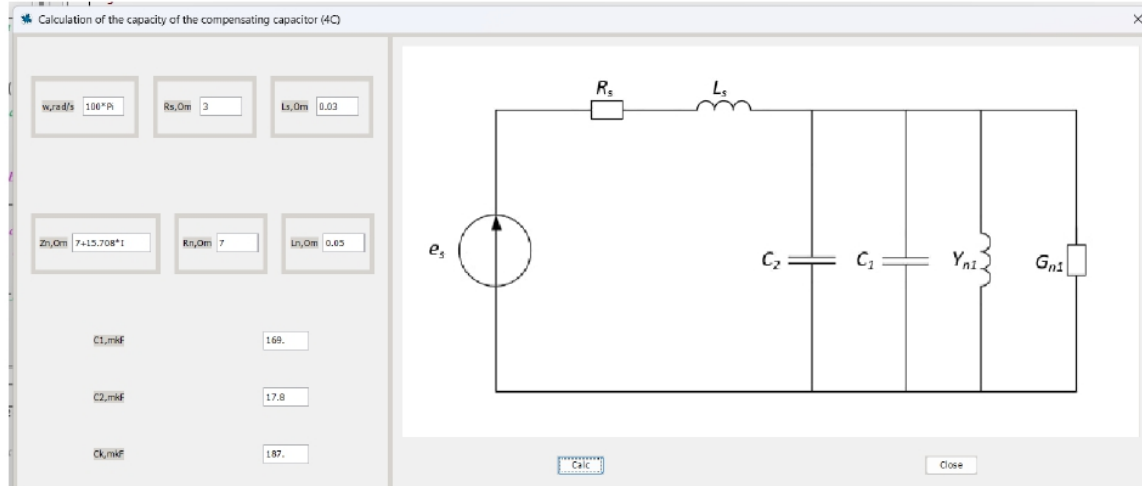 Calculation of the capacity of the compensating capacitor (4C)
w,rad/s 100*Pi Rs,Om 3 Ls,Om 0.03
Rs Ls
Zn,Om 7+15.708*I Rn,Om 7 Ln,Om 0.05
es C2 C1 Yn1 Gn1
C1,mkF 169.
C2,mkF 17.8
Ck,mkF 187.
Calc Close